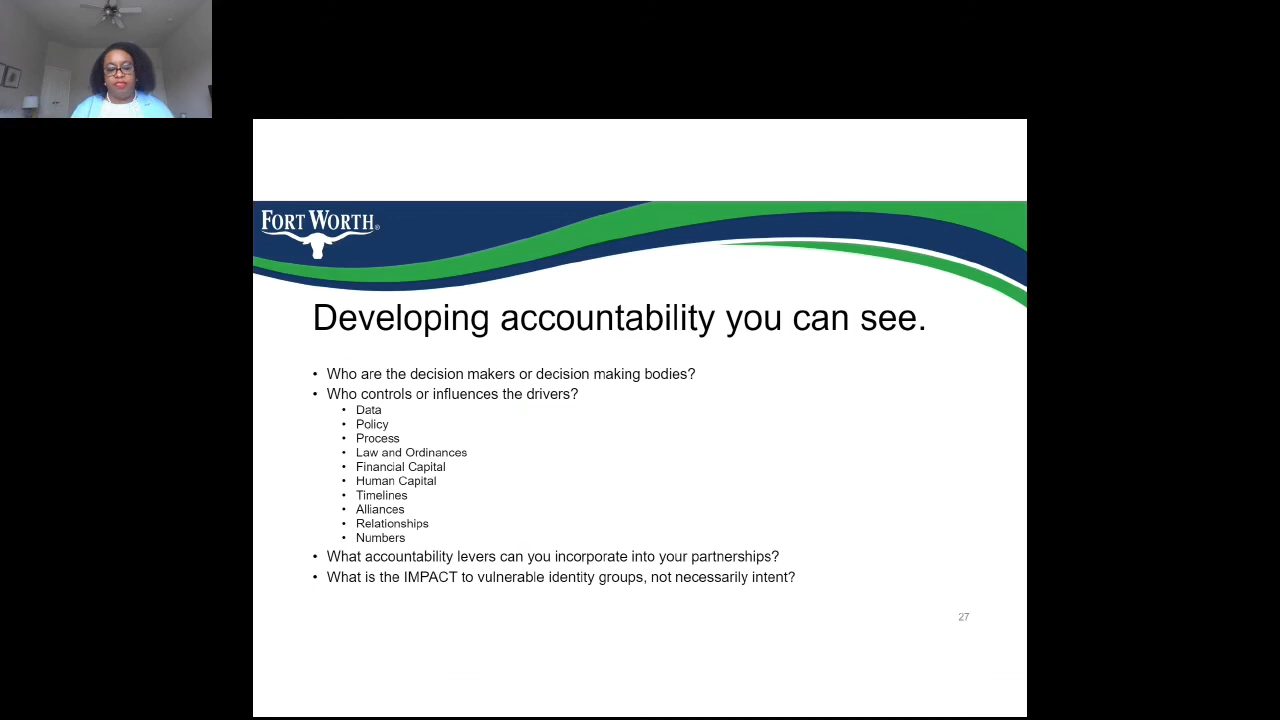 FORT WORTH®
Developing accountability you can see.
• Who are the decision makers or decision making bodies?
• Who controls or influences the drivers?
• Data
• Policy
• Process
• Law and Ordinances
• Financial Capital
• Human Capital
• Timelines
• Alliances
• Relationships
• Numbers
• What accountability levers can you incorporate into your partnerships?
• What is the IMPACT to vulnerable identity groups, not necessarily intent?
27